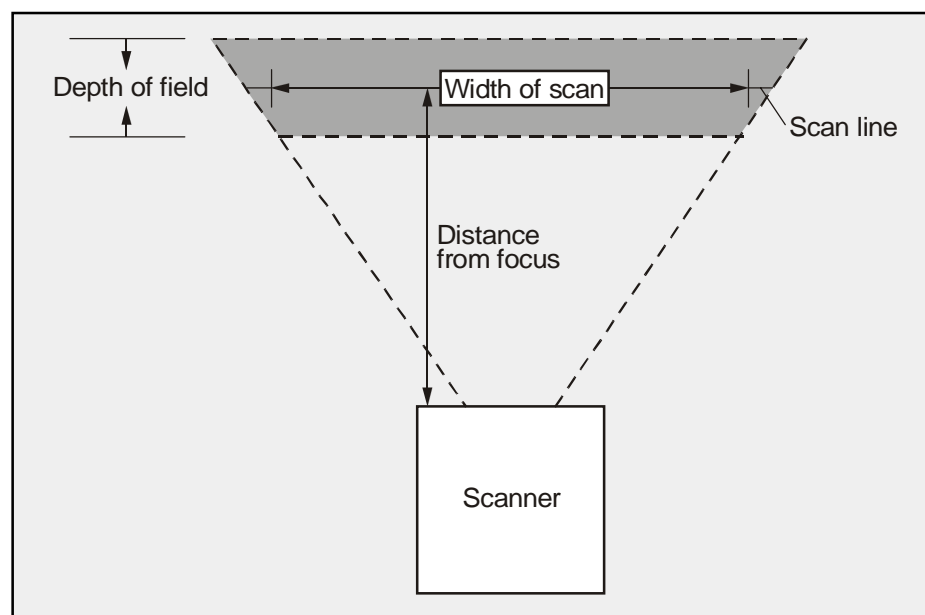 Depth of field
Width of scan
Scan line
Distance
from focus
Scanner